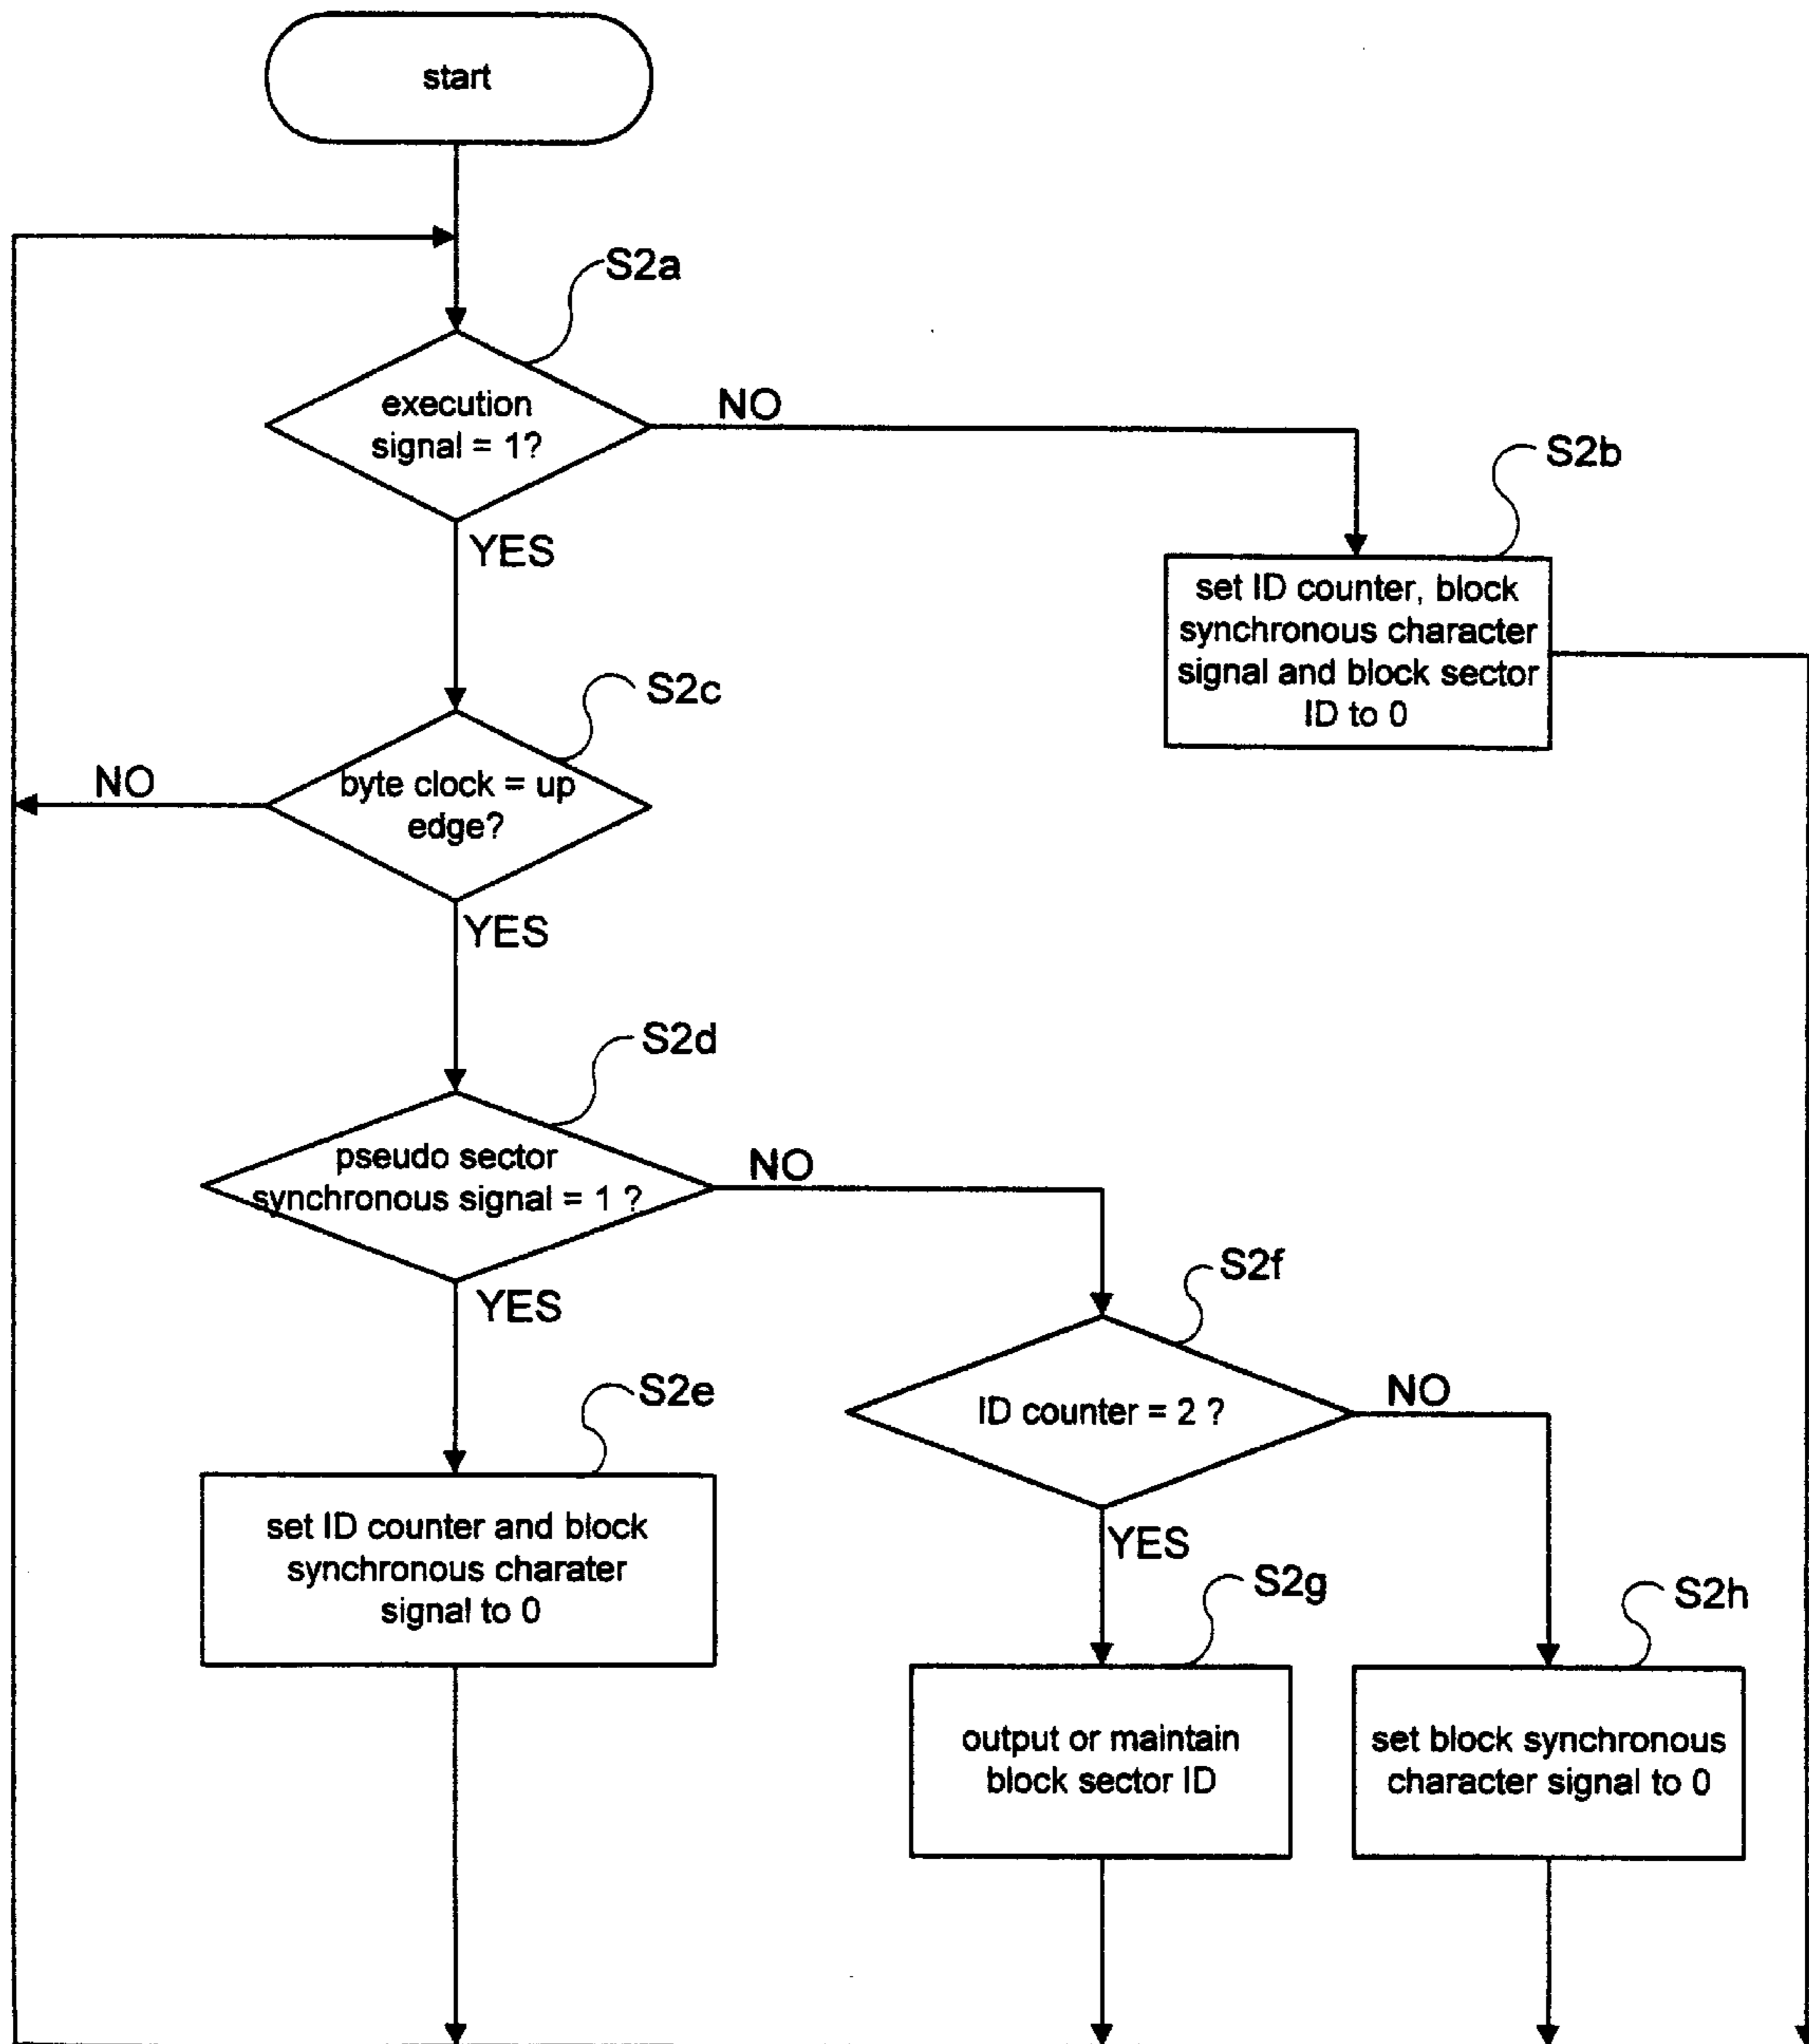 start
S2a
execution
signal = 1?
NO
S2b
YES
set ID counter, block
synchronous character
signal and block sector
ID to 0
S2c
NO
byte clock = up
edge?
YES
S2d
pseudo sector
synchronous signal = 1 ?
NO
S2f
YES
S2e
ID counter = 2 ?
NO
set ID counter and block
synchronous charater
signal to 0
YES
S2g
S2h
output or maintain
block sector ID
set block synchronous
character signal to 0